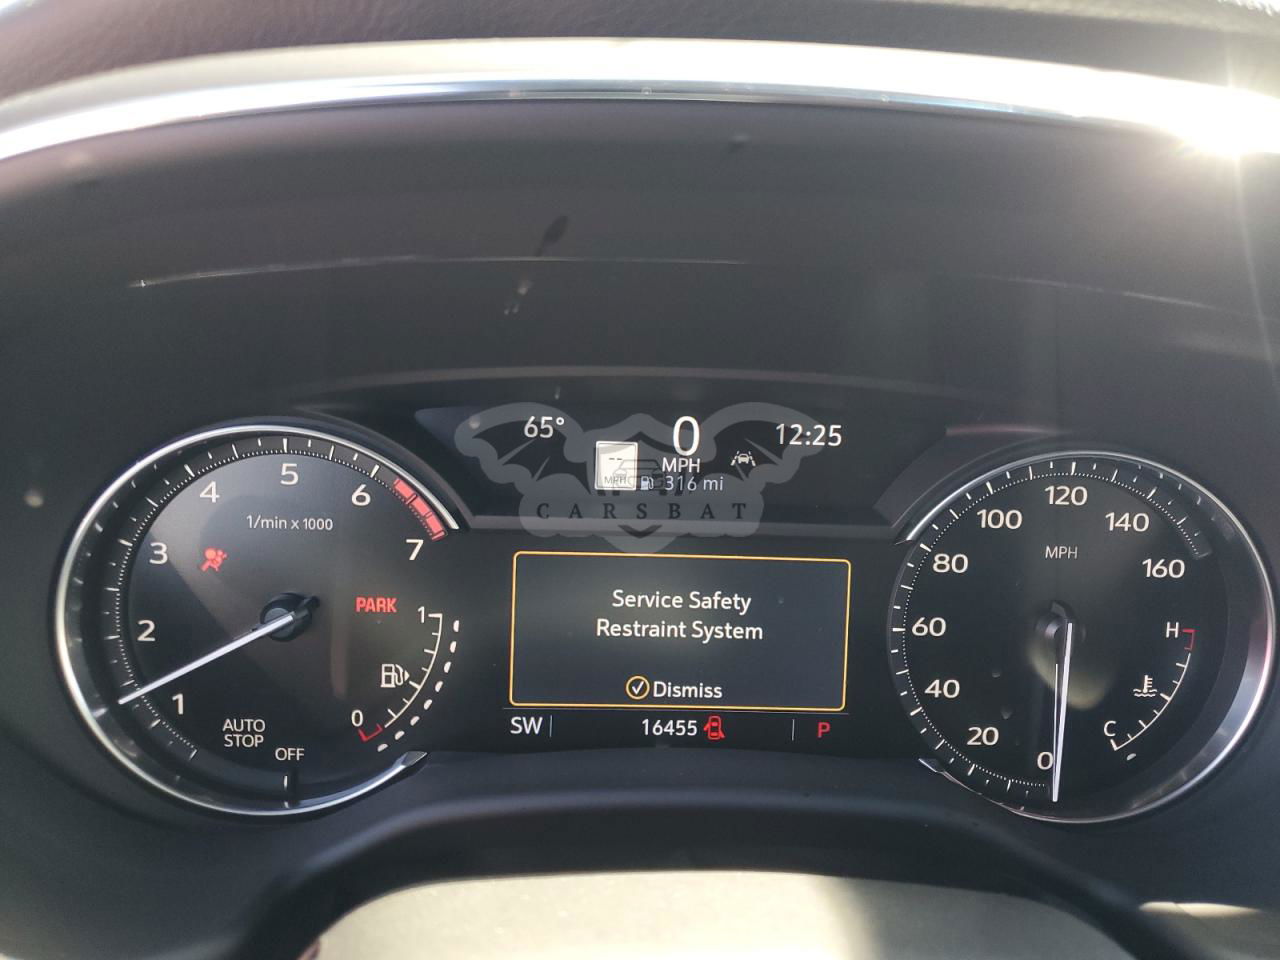 65°
0
MPH
12:25
--
MPH
316 mi
CARSBAT
1
2
3
4
5
6
7
1/min x 1000
PARK
1
0
AUTO
STOP
OFF
Service Safety
Restraint System
Dismiss
SW
16455
P
0
20
40
60
80
100
120
140
160
MPH
H
C